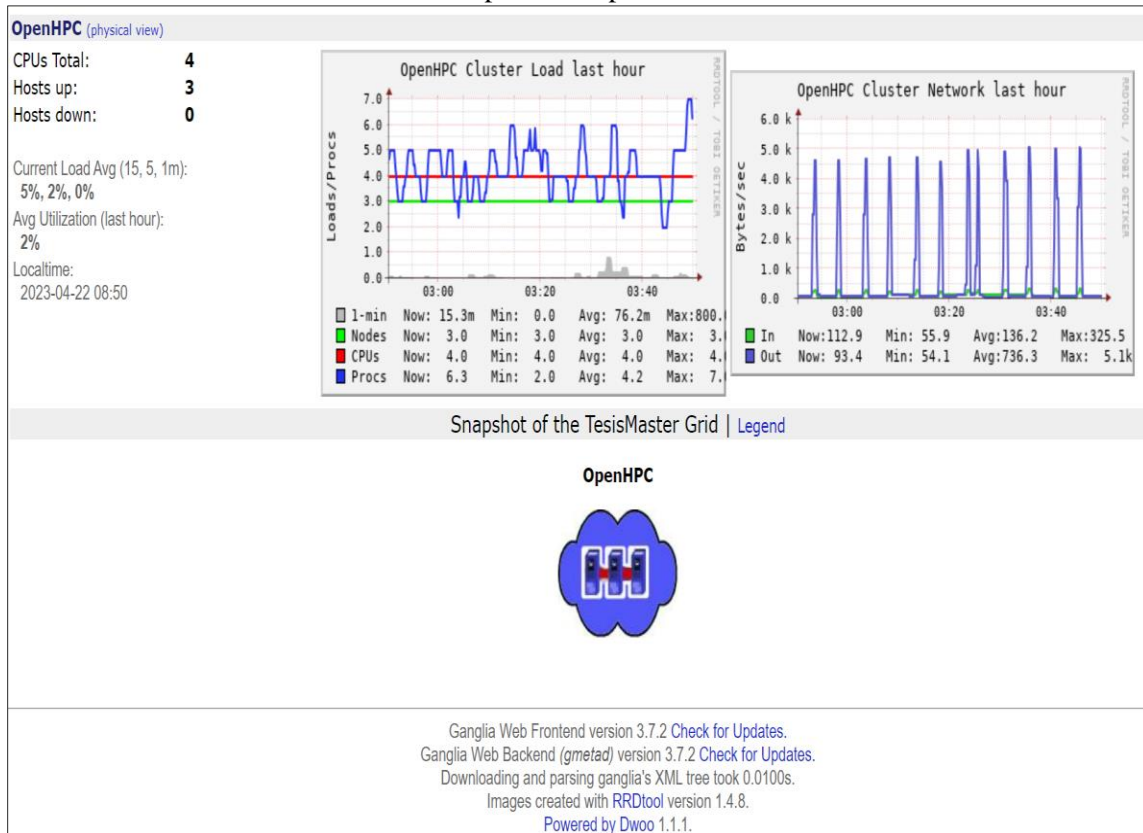 OpenHPC (physical view)
CPUs Total: 4
Hosts up: 3
Hosts down: 0
Current Load Avg (15, 5, 1m):
5%, 2%, 0%
Avg Utilization (last hour):
2%
Localtime:
2023-04-22 08:50
OpenHPC Cluster Load last hour
RRDTOOL / TOBI OETIKER
Loads/Procs
7.0
6.0
5.0
4.0
3.0
2.0
1.0
0.0
03:00 03:20 03:40
1-min Now: 15.3m Min: 0.0 Avg: 76.2m Max:800.
Nodes Now: 3.0 Min: 3.0 Avg: 3.0 Max: 3.
CPUs Now: 4.0 Min: 4.0 Avg: 4.0 Max: 4.
Procs Now: 6.3 Min: 2.0 Avg: 4.2 Max: 7.
OpenHPC Cluster Network last hour
RRDTOOL / TOBI OETIKER
Bytes/sec
6.0 k
5.0 k
4.0 k
3.0 k
2.0 k
1.0 k
0.0
03:00 03:20 03:40
In Now:112.9 Min: 55.9 Avg:136.2 Max:325.5
Out Now: 93.4 Min: 54.1 Avg:736.3 Max: 5.1k
Snapshot of the TesisMaster Grid | Legend
OpenHPC
Ganglia Web Frontend version 3.7.2 Check for Updates.
Ganglia Web Backend (gmetad) version 3.7.2 Check for Updates.
Downloading and parsing ganglia's XML tree took 0.0100s.
Images created with RRDtool version 1.4.8.
Powered by Dwoo 1.1.1.